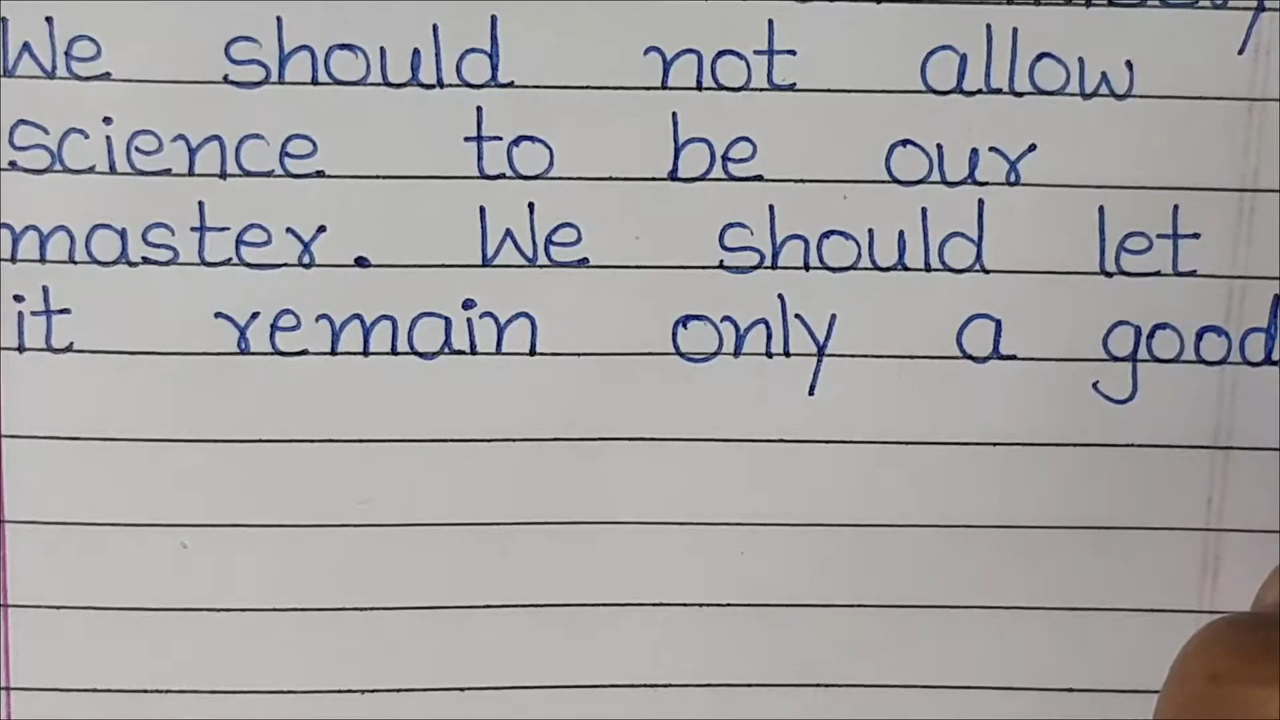 We should not allow
science to be our
master. We should let
it remain only a good